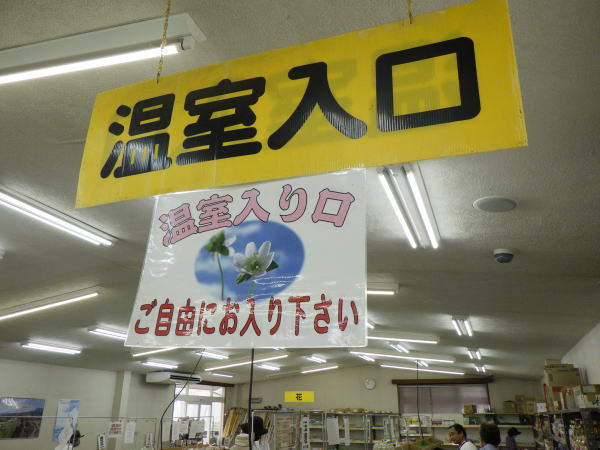 温室入口
温室入り口
ご自由にお入り下さい
花